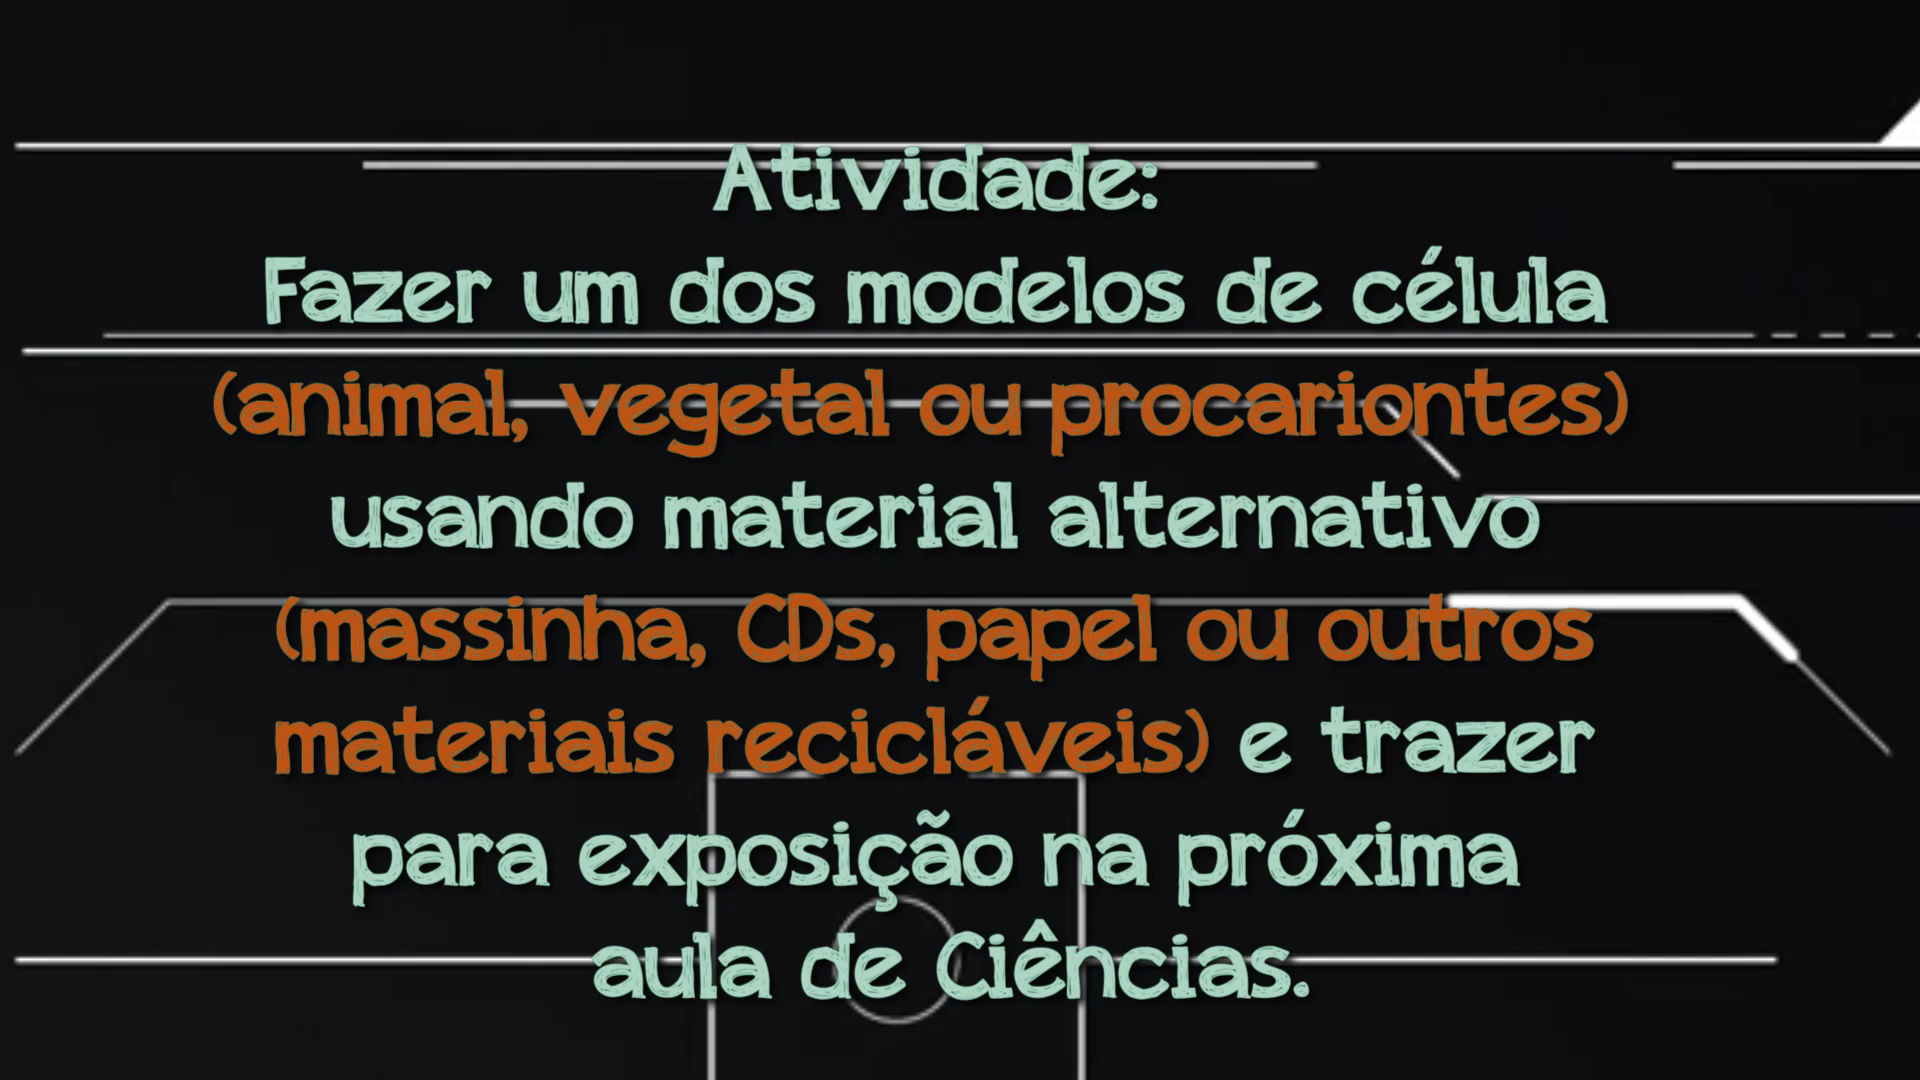 Atividade:
Fazer um dos modelos de célula
(animal, vegetal ou procariontes)
usando material alternativo
(massinha, CDs, papel ou outros
materiais recicláveis) e trazer
para exposição na próxima
aula de Ciências.